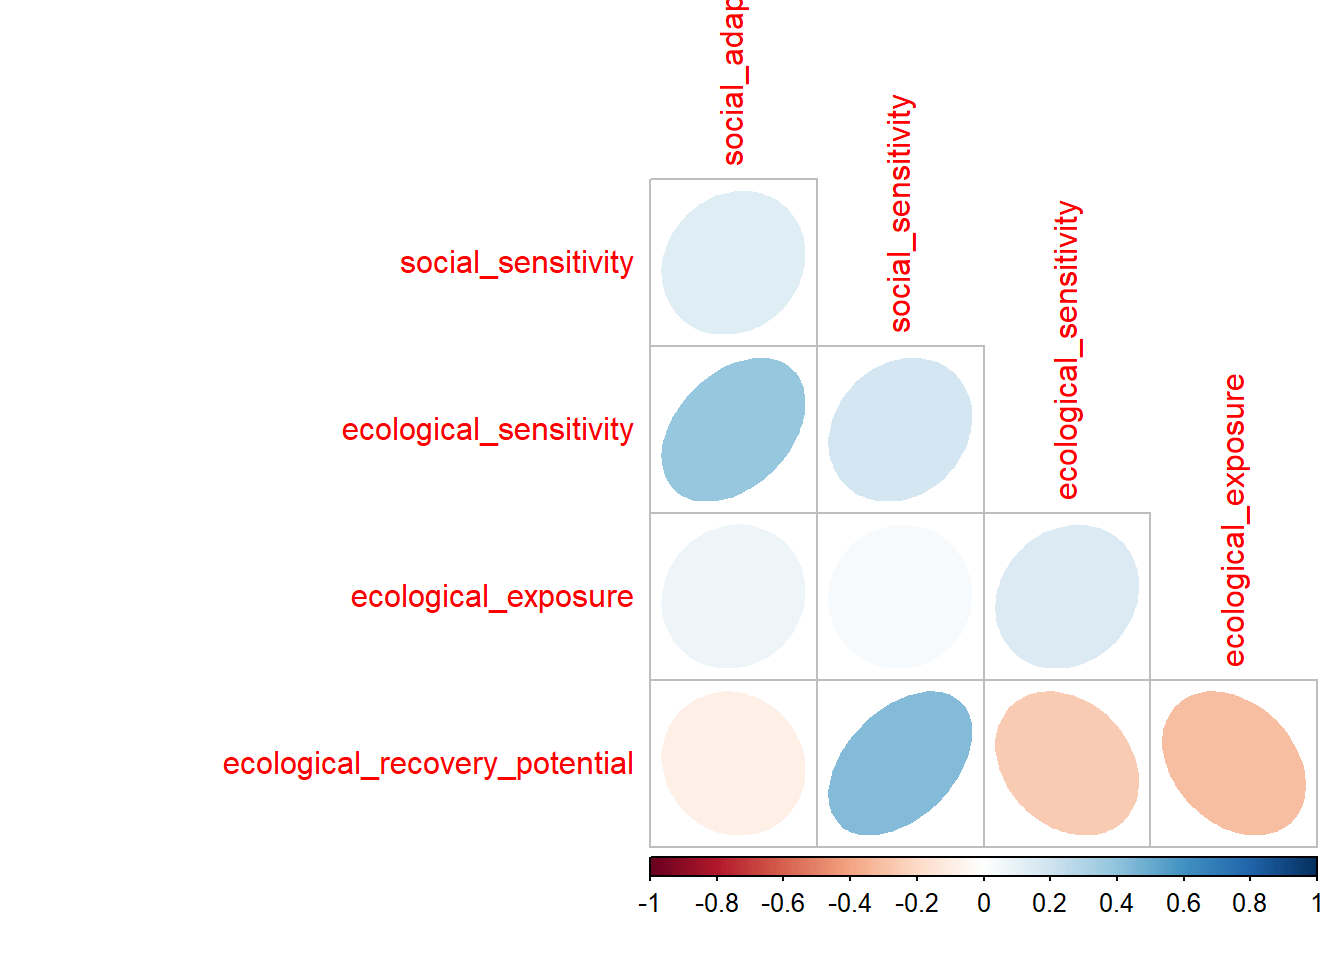 social_adap
social_sensitivity
ecological_sensitivity
ecological_exposure
social_sensitivity
ecological_sensitivity
ecological_exposure
ecological_recovery_potential
-1 -0.8 -0.6 -0.4 -0.2 0 0.2 0.4 0.6 0.8 1